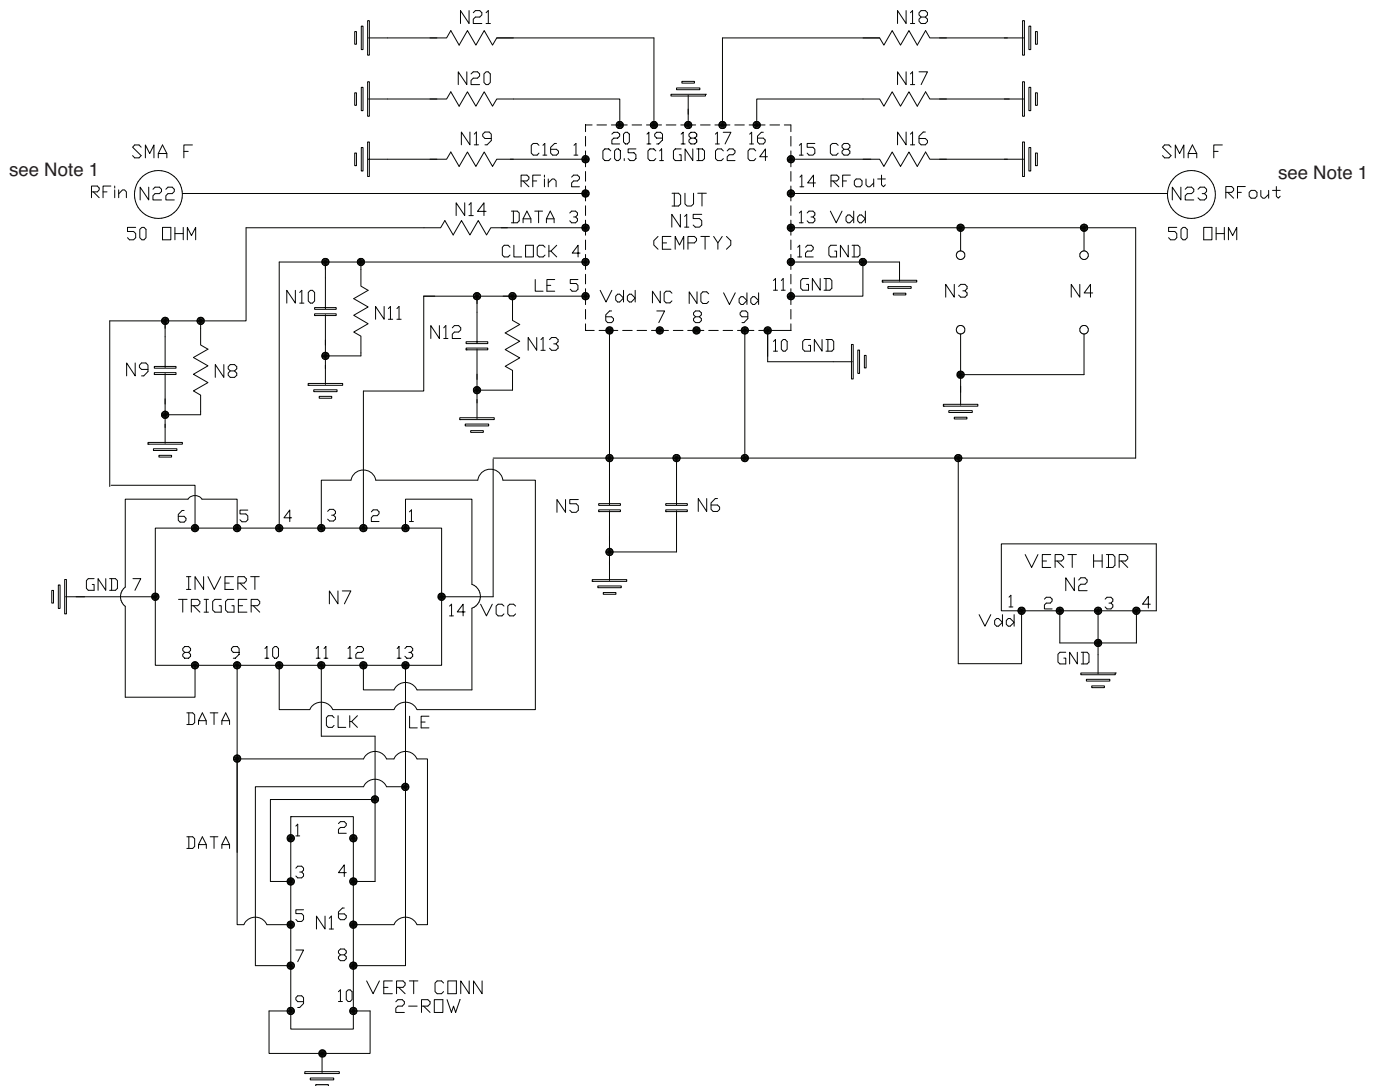 N21
N18
N20
N17
20 19 18 17 16
C0.5 C1 GND C2 C4
N19
C16 1
15 C8
N16
see Note 1
SMA F
RFin
N22
50 OHM
RFin 2
14 RFout
SMA F
N23
RFout
50 OHM
see Note 1
DUT
N15
(EMPTY)
N14
DATA 3
13 Vdd
CLOCK 4
12 GND
LE 5
11 GND
Vdd NC NC Vdd
6 7 8 9
10 GND
N10
N11
N12
N13
N3
N4
N9
N8
N5
N6
6 5 4 3 2 1
GND 7
INVERT
TRIGGER
N7
14 VCC
8 9 10 11 12 13
VERT HDR
N2
1 2 3 4
Vdd
GND
DATA
CLK
LE
DATA
1 2
3 4
5 N1 6
7 8
9 10
VERT CONN
2-ROW